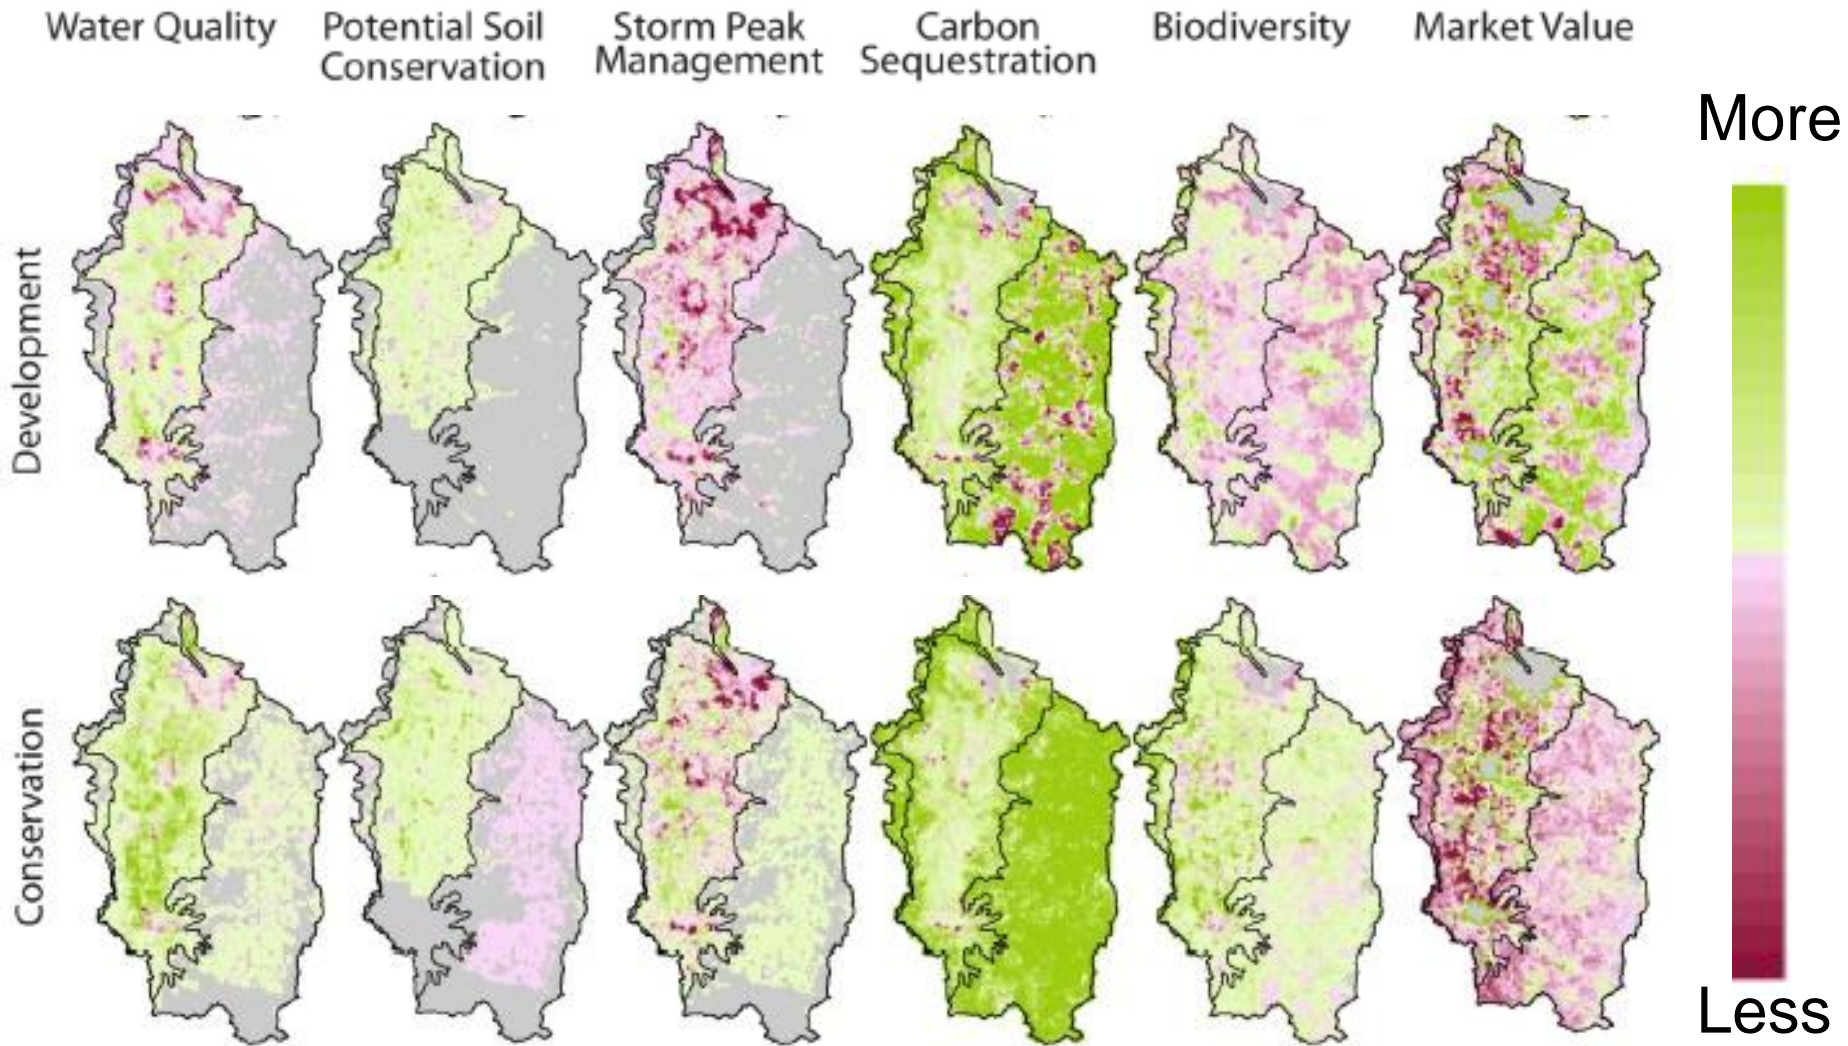 Water Quality
Potential Soil
Conservation
Storm Peak
Management
Carbon
Sequestration
Biodiversity
Market Value
More
Development
Conservation
Less